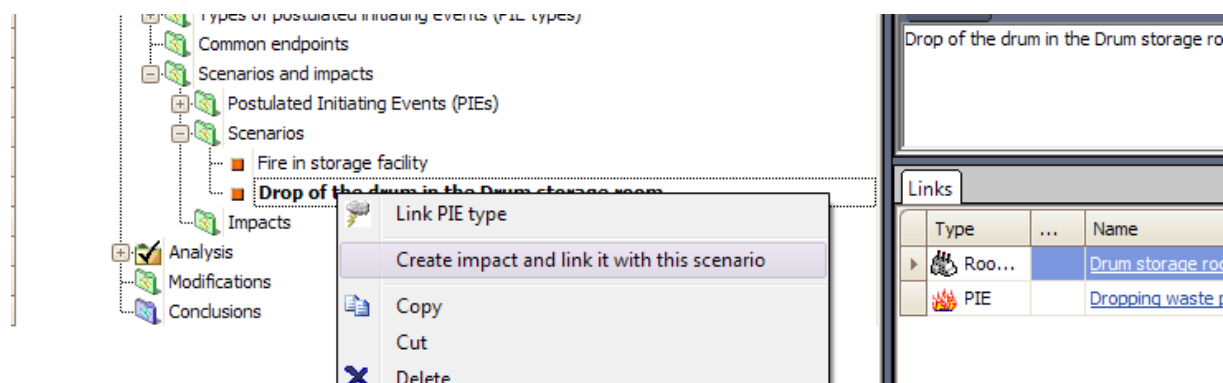 Types of postulated initiating events (PIE types)
Common endpoints
Scenarios and impacts
Postulated Initiating Events (PIEs)
Scenarios
Fire in storage facility
Drop of the drum in the Drum storage room
Impacts
Analysis
Modifications
Conclusions
Link PIE type
Create impact and link it with this scenario
Copy
Cut
Delete
Drop of the drum in the Drum storage ro
Links
Type ... Name
Roo... Drum storage roo
PIE Dropping waste p